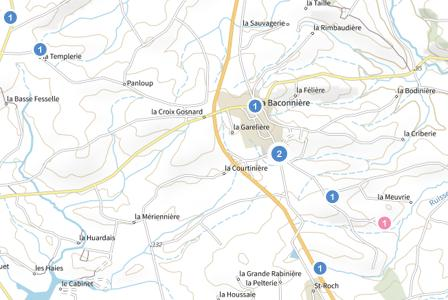 la Taille
la Sauvagerie
la Rimbaudière
1
1
la Templerie
Panloup
la Félière
la Bodinière
la Basse Fesselle
1
Baconnière
la Croix Gosnard
la Garelière
la Criberie
2
la Courtinière
1
la Meuvrie
Ruisse
la Mériennière
1
la Huardais
132
les Haies
1
la Grande Rabinière
le Cabinet
la Pelterie
St-Roch
la Houssaie